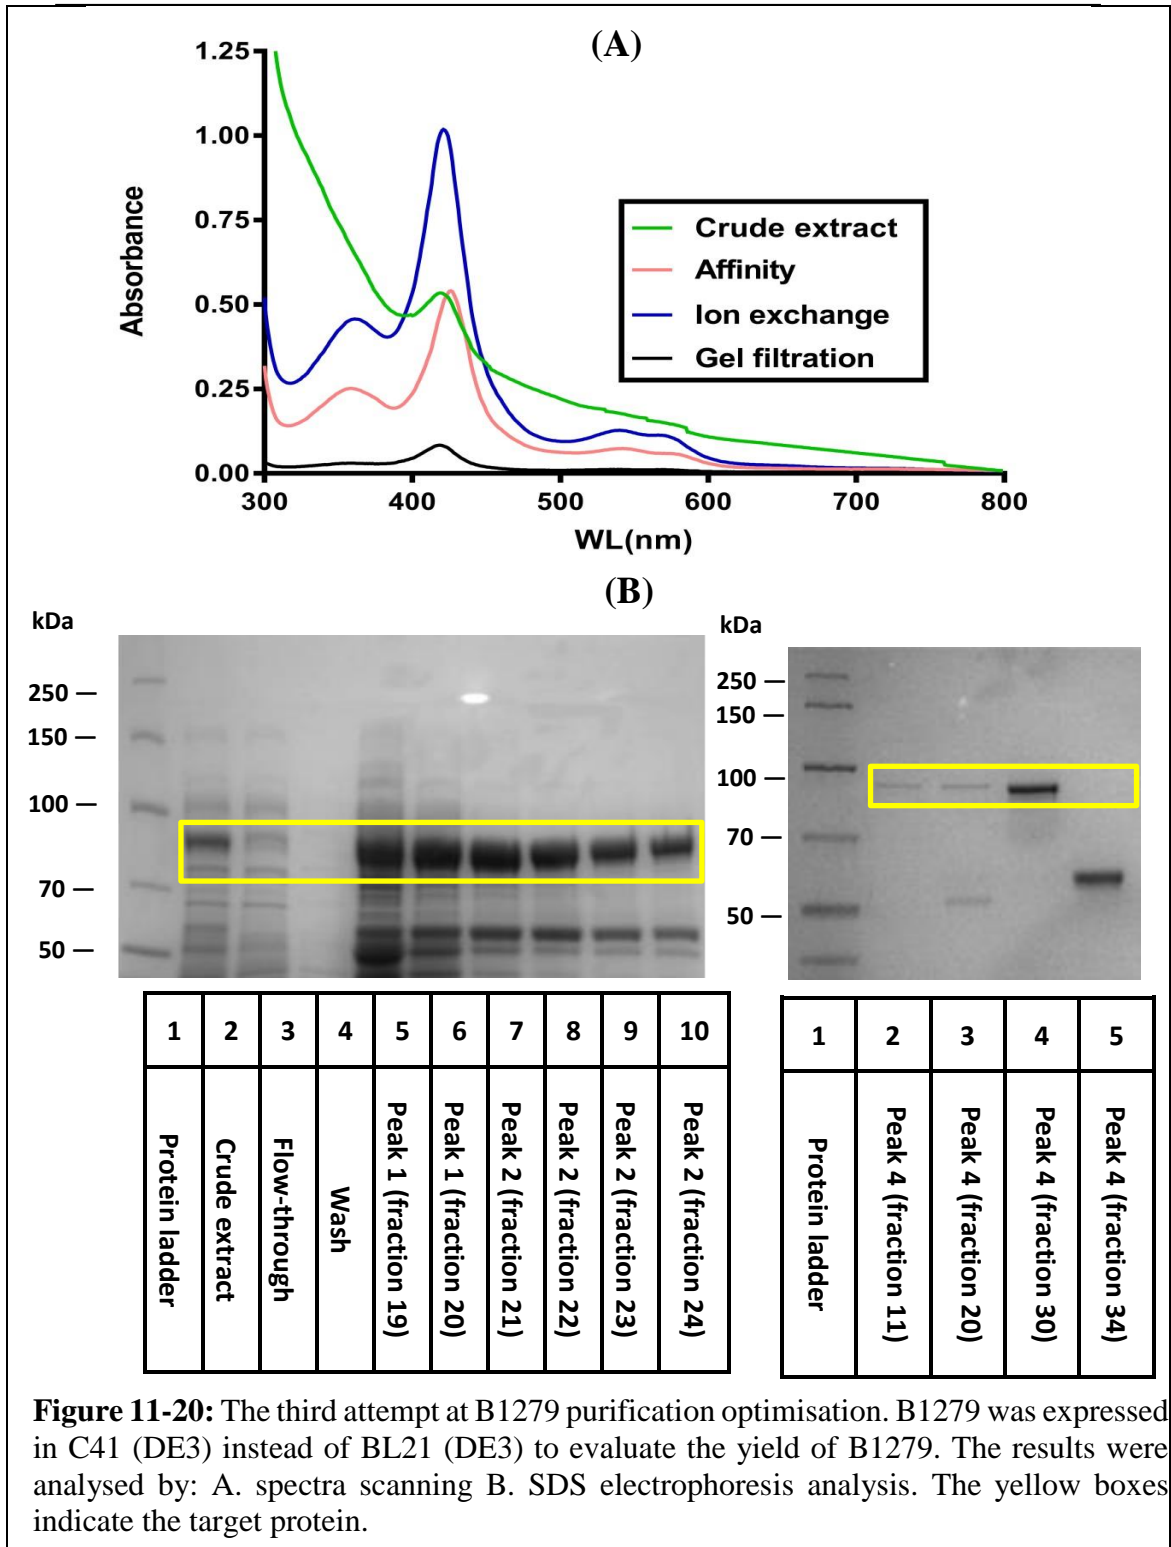 (A)
1.25
1.00
0.75
0.50
0.25
0.00
Absorbance
300 400 500 600 700 800
WL(nm)
Crude extract
Affinity
Ion exchange
Gel filtration
(B)
kDa
250
150
100
70
50
1 2 3 4 5 6 7 8 9 10
Protein ladder
Crude extract
Flow-through
Wash
Peak 1 (fraction 19)
Peak 1 (fraction 20)
Peak 2 (fraction 21)
Peak 2 (fraction 22)
Peak 2 (fraction 23)
Peak 2 (fraction 24)
kDa
250
150
100
70
50
1 2 3 4 5
Protein ladder
Peak 4 (fraction 11)
Peak 4 (fraction 20)
Peak 4 (fraction 30)
Peak 4 (fraction 34)
Figure 11-20: The third attempt at B1279 purification optimisation. B1279 was expressed
in C41 (DE3) instead of BL21 (DE3) to evaluate the yield of B1279. The results were
analysed by: A. spectra scanning B. SDS electrophoresis analysis. The yellow boxes
indicate the target protein.